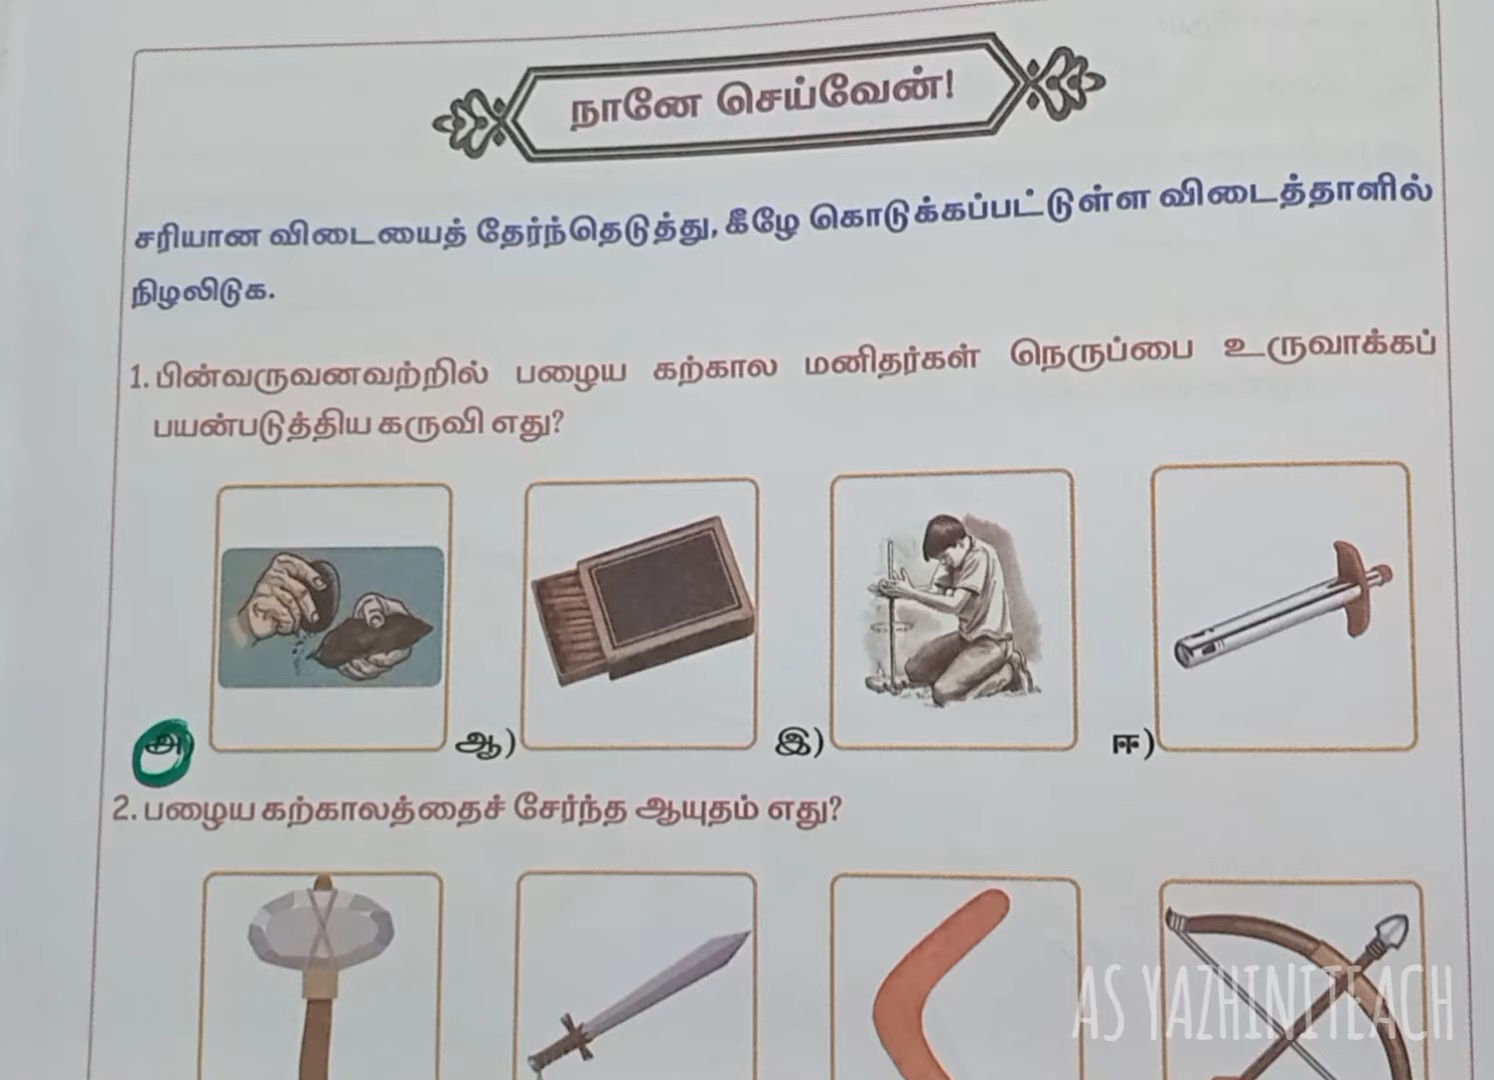 நானே செய்வேன்!
சரியான விடையைத் தேர்ந்தெடுத்து, கீழே கொடுக்கப்பட்டுள்ள விடைத்தாளில்
நிழலிடுக.
1. பின்வருவனவற்றில் பழைய கற்கால மனிதர்கள் நெருப்பை உருவாக்கப்
பயன்படுத்திய கருவி எது?
அ) ஆ) இ) ஈ)
2. பழைய கற்காலத்தைச் சேர்ந்த ஆயுதம் எது?
AS YAZHINITEACH